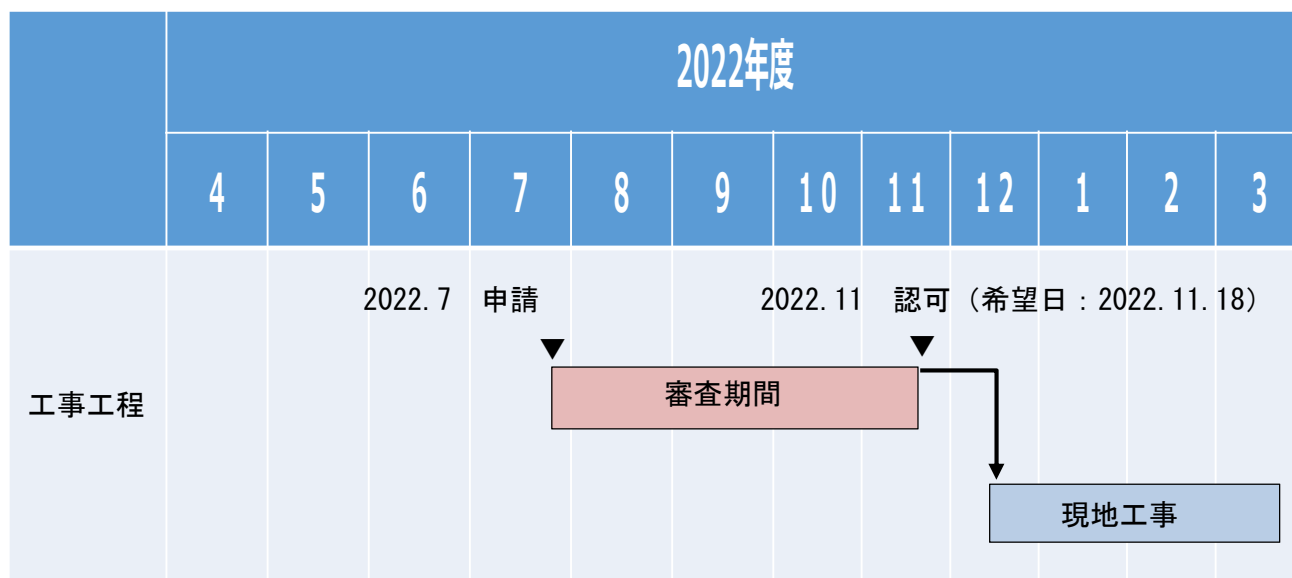 2022年度
4 5 6 7 8 9 10 11 12 1 2 3
2022.7 申請 2022.11 認可（希望日：2022.11.18）
▼ ▼
工事工程 審査期間
現地工事